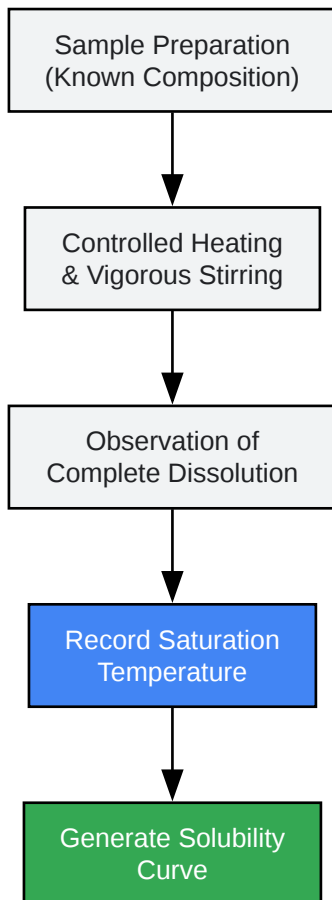 Sample Preparation
(Known Composition)
Controlled Heating
& Vigorous Stirring
Observation of
Complete Dissolution
Record Saturation
Temperature
Generate Solubility
Curve